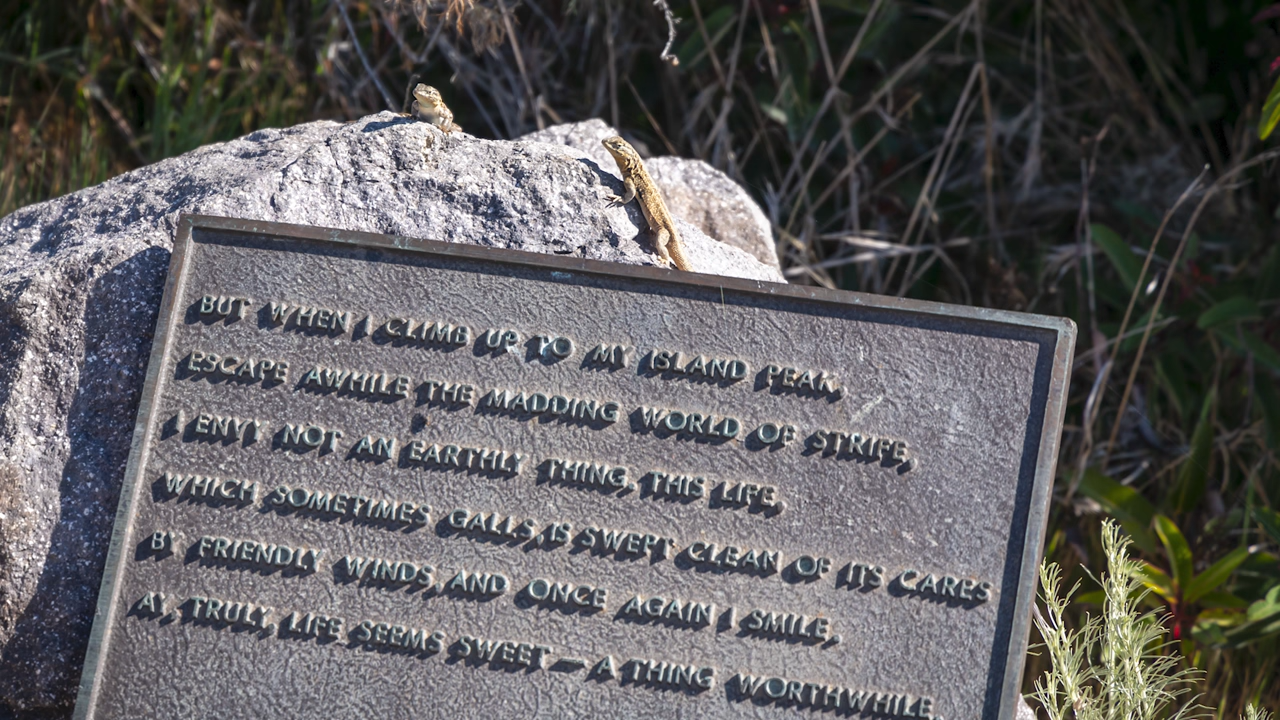 BUT WHEN I CLIMB UP TO MY ISLAND PEAK,
ESCAPE AWHILE THE MADDING WORLD OF STRIFE,
I ENVY NOT AN EARTHLY THING, THIS LIFE,
WHICH SOMETIMES GALLS, IS SWEPT CLEAN OF ITS CARES
BY FRIENDLY WINDS, AND ONCE AGAIN I SMILE,
AY, TRULY, LIFE SEEMS SWEET — A THING WORTHWHILE.